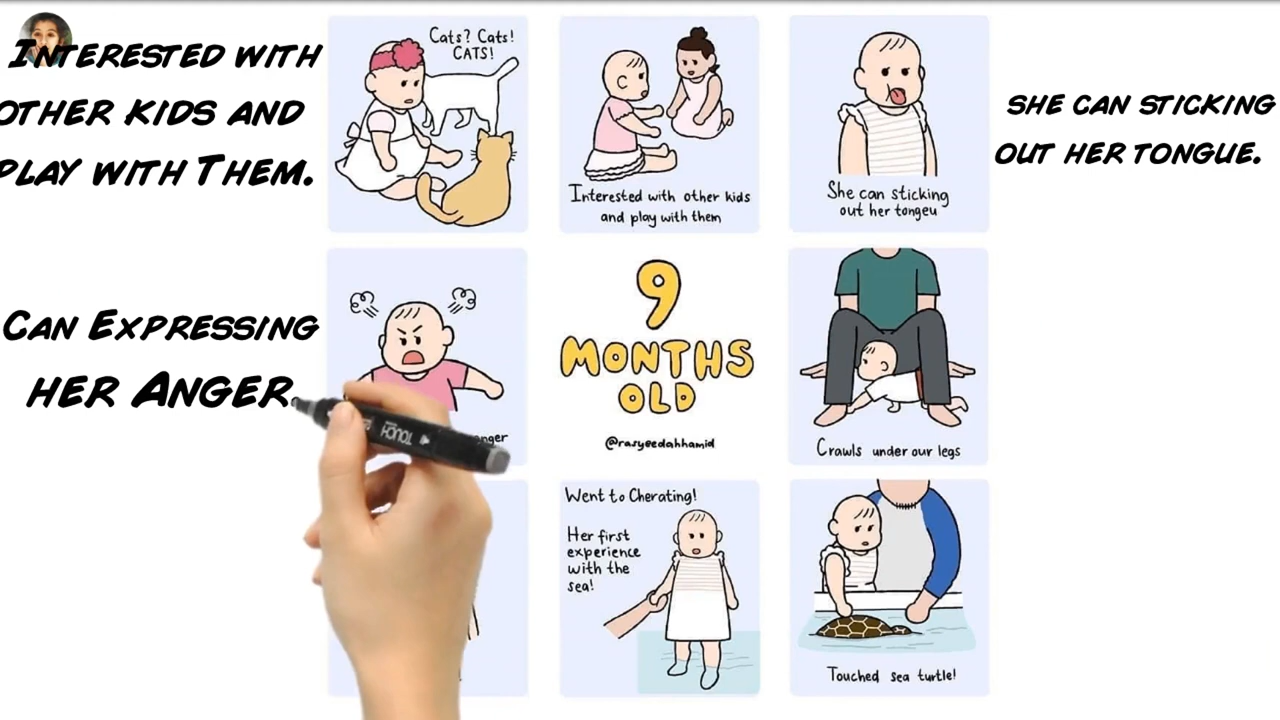 Interested with
other Kids and
play with Them.
Can Expressing
her Anger.
she can sticking
out her tongue.
Cats? Cats!
CATS!
Interested with other kids
and play with them
She can sticking
out her tongeu
anger
9
MONTHS
OLD
@rasyeedahhamid
Crawls under our legs
Went to Cherating!
Her first
experience
with the
sea!
Touched sea turtle!
TOUCH